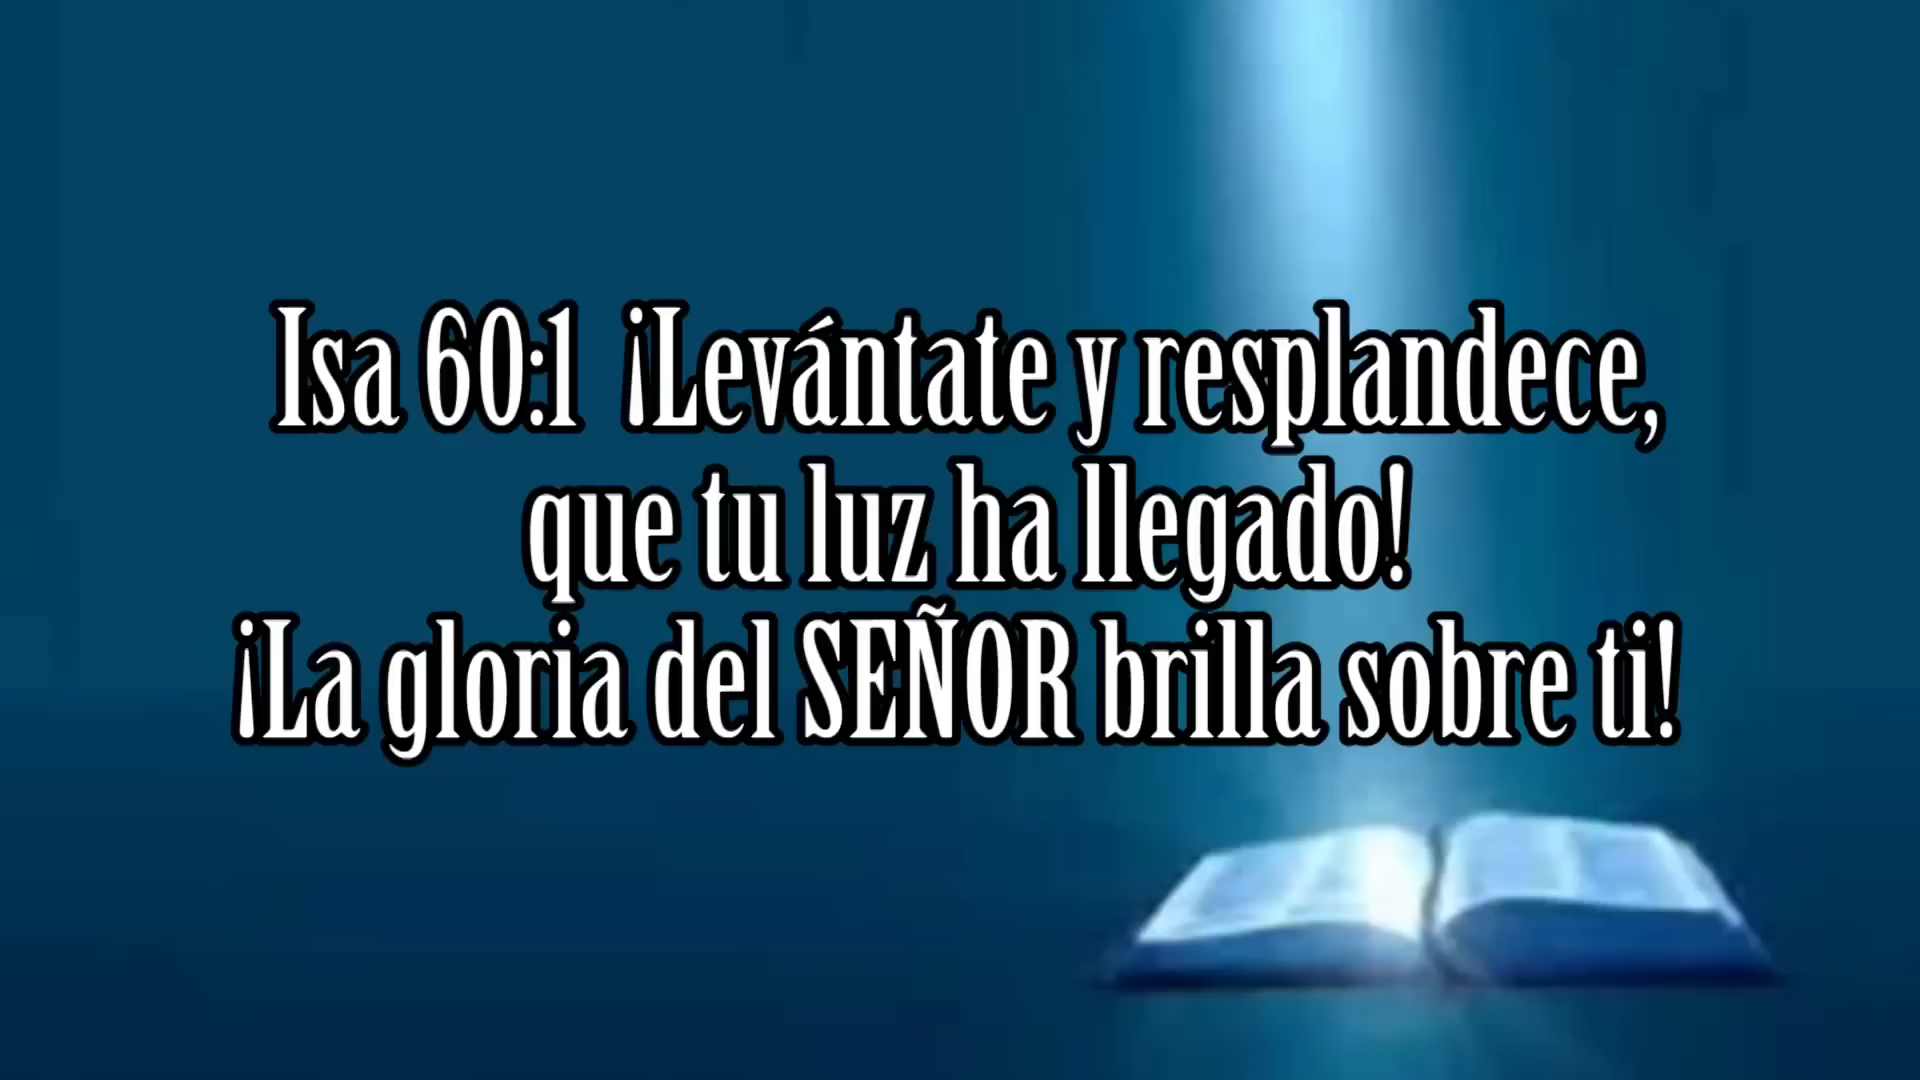 Isa 60:1  ¡Levántate y resplandece,
que tu luz ha llegado!
¡La gloria del SEÑOR brilla sobre ti!